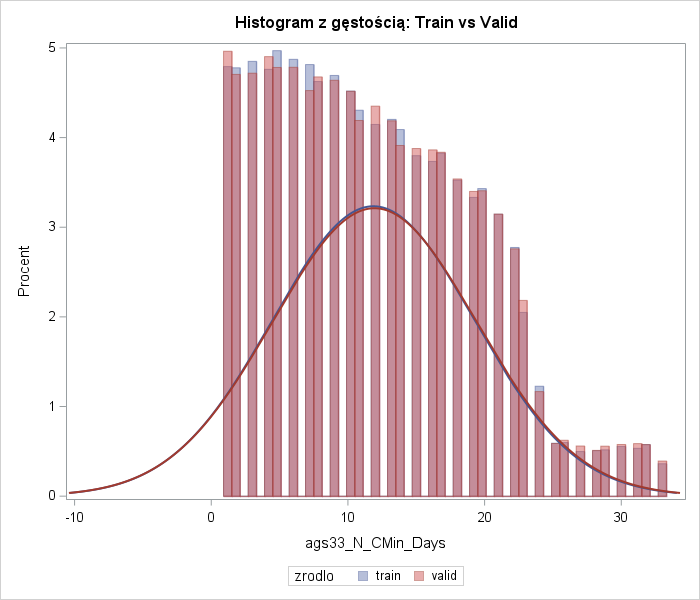 Histogram z gęstością: Train vs Valid
5
4
3
2
1
0
Procent
-10 0 10 20 30
ags33_N_CMin_Days
zrodlo train valid